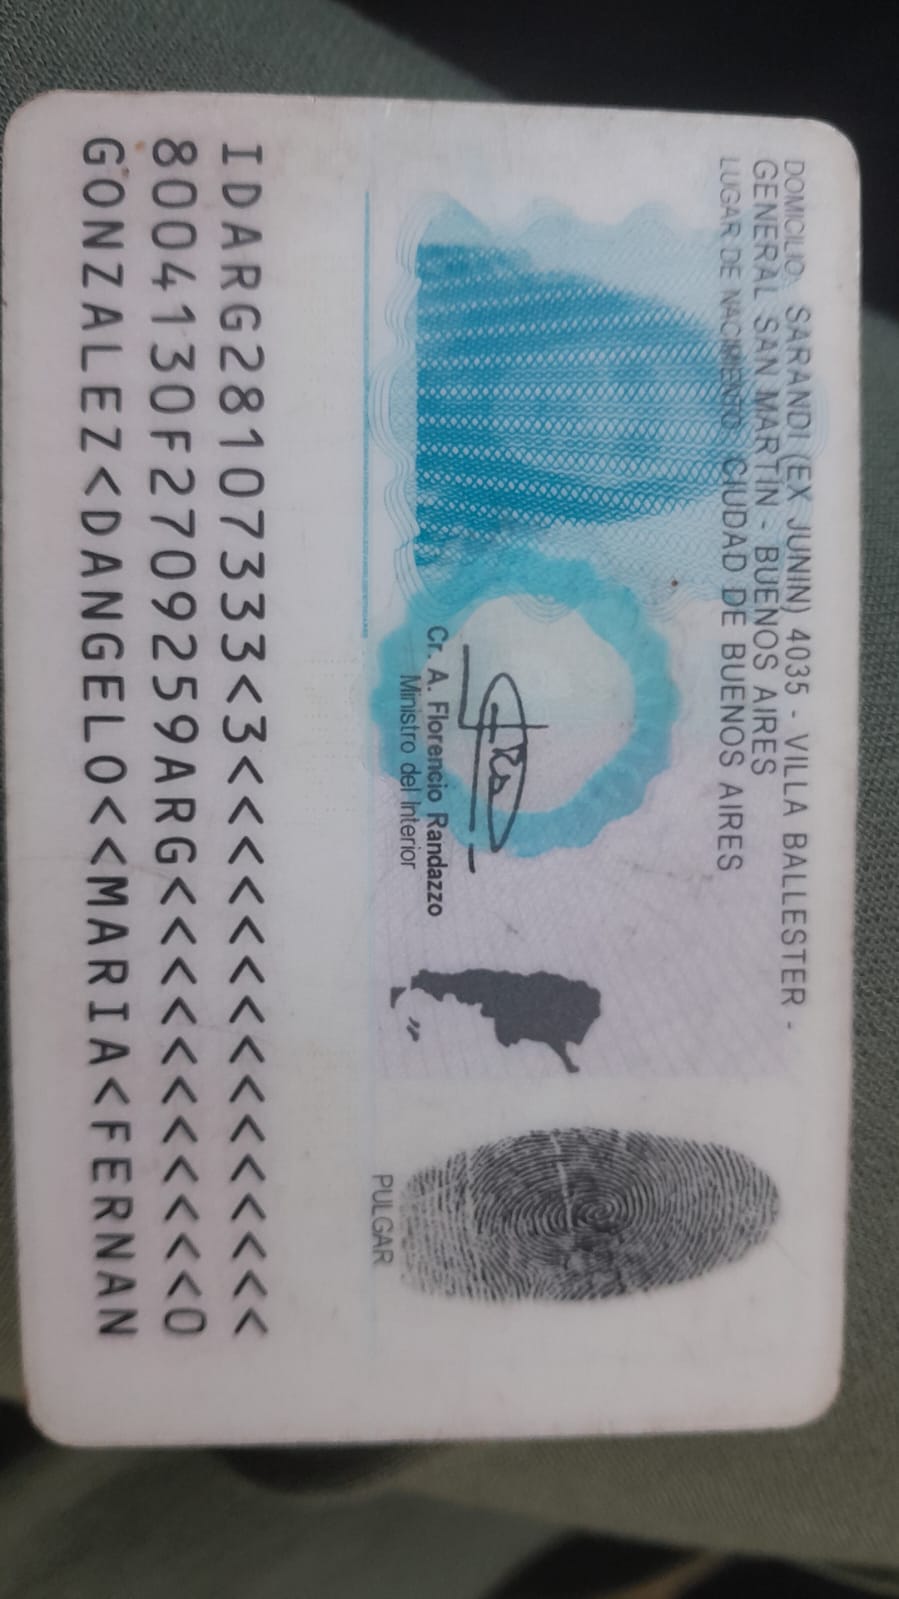 DOMICILIO: SARANDI (EX JUNIN) 4035 - VILLA BALLESTER -
GENERAL SAN MARTÍN - BUENOS AIRES
LUGAR DE NACIMIENTO: CIUDAD DE BUENOS AIRES
Cr. A. Florencio Randazzo
Ministro del Interior
PULGAR
IDARG28107333<3<<<<<<<<<<<<<<<
8004130F2709259ARG<<<<<<<<<<<0
GONZALEZ<DANGELO<<MARIA<FERNAN